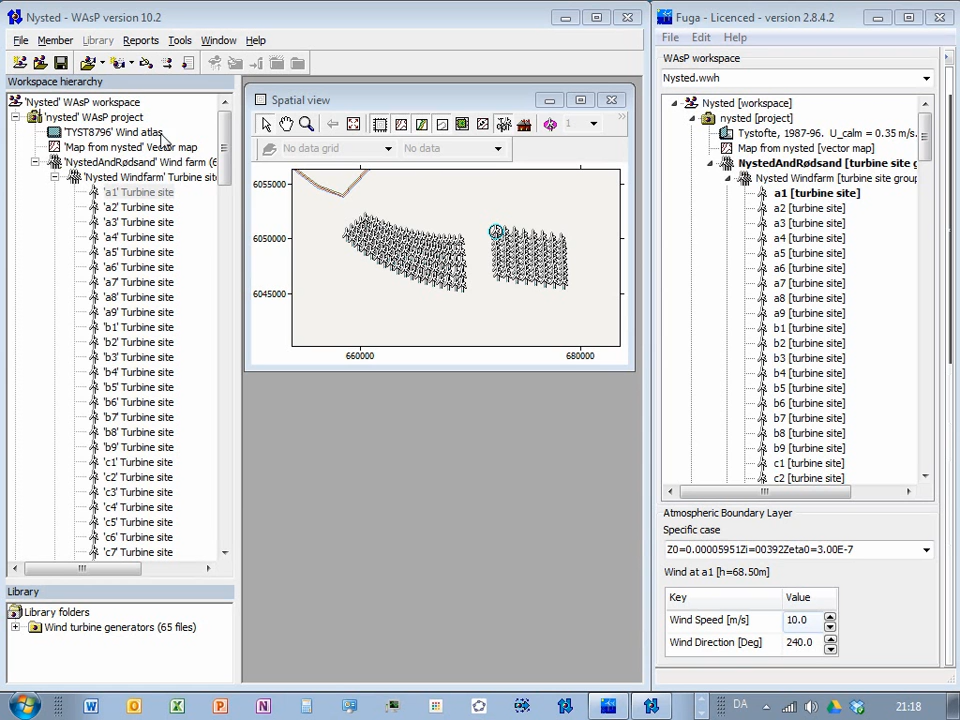 Nysted - WAsP version 10.2
File Member Library Reports Tools Window Help
Workspace hierarchy
'Nysted' WAsP workspace
'nysted' WAsP project
'TYST8796' Wind atlas
'Map from nysted' Vector map
'NystedAndRødsand' Wind farm (6
'Nysted Windfarm' Turbine site
'a1' Turbine site
'a2' Turbine site
'a3' Turbine site
'a4' Turbine site
'a5' Turbine site
'a6' Turbine site
'a7' Turbine site
'a8' Turbine site
'a9' Turbine site
'b1' Turbine site
'b2' Turbine site
'b3' Turbine site
'b4' Turbine site
'b5' Turbine site
'b6' Turbine site
'b7' Turbine site
'b8' Turbine site
'b9' Turbine site
'c1' Turbine site
'c2' Turbine site
'c3' Turbine site
'c4' Turbine site
'c5' Turbine site
'c6' Turbine site
'c7' Turbine site
Library
Library folders
Wind turbine generators (65 files)
Spatial view
1
No data grid No data
6055000
6050000
6045000
660000 680000
Fuga - Licenced - version 2.8.4.2
File Edit Help
WAsP workspace
Nysted.wwh
Nysted [workspace]
nysted [project]
Tystofte, 1987-96. U_calm = 0.35 m/s.
Map from nysted [vector map]
NystedAndRødsand [turbine site g
Nysted Windfarm [turbine site group
a1 [turbine site]
a2 [turbine site]
a3 [turbine site]
a4 [turbine site]
a5 [turbine site]
a6 [turbine site]
a7 [turbine site]
a8 [turbine site]
a9 [turbine site]
b1 [turbine site]
b2 [turbine site]
b3 [turbine site]
b4 [turbine site]
b5 [turbine site]
b6 [turbine site]
b7 [turbine site]
b8 [turbine site]
b9 [turbine site]
c1 [turbine site]
c2 [turbine site]
Atmospheric Boundary Layer
Specific case
Z0=0.00005951Zi=00392Zeta0=3.00E-7
Wind at a1 [h=68.50m]
Key Value
Wind Speed [m/s] 10.0
Wind Direction [Deg] 240.0
DA 21:18